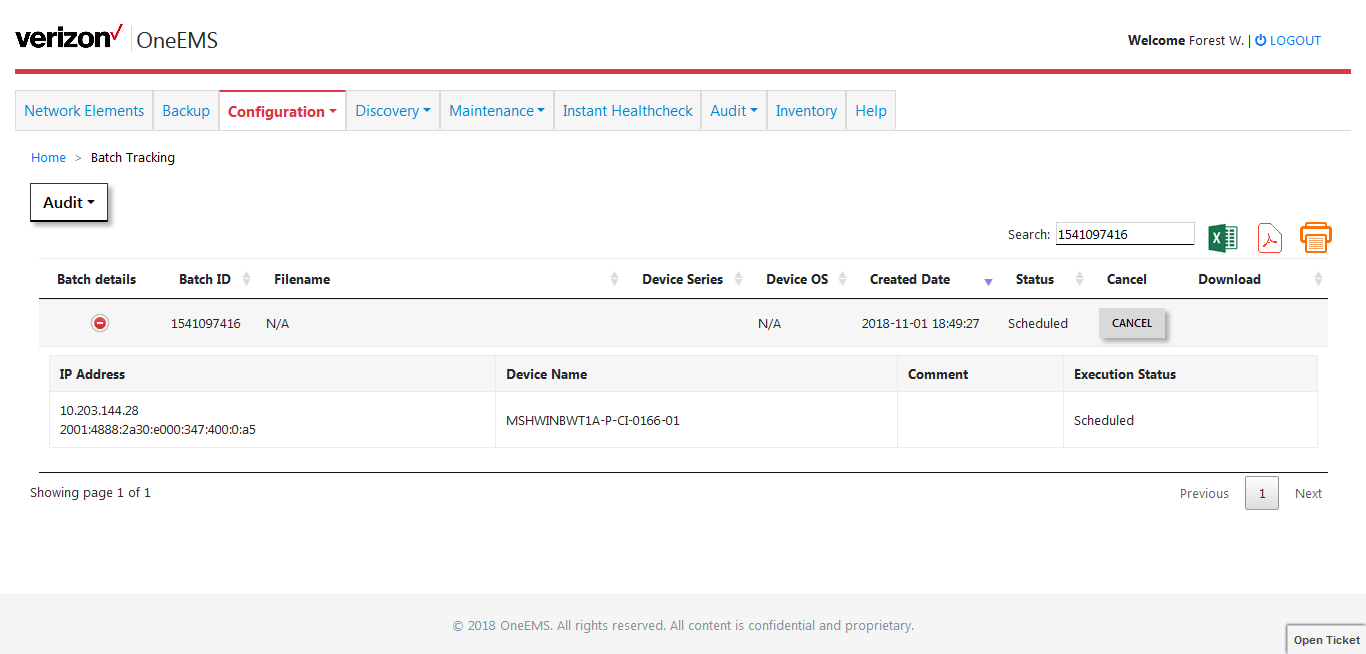 verizon OneEMS
Welcome Forest W. | LOGOUT
Network Elements Backup Configuration Discovery Maintenance Instant Healthcheck Audit Inventory Help
Home > Batch Tracking
Audit
Search: 1541097416
Batch details Batch ID Filename Device Series Device OS Created Date Status Cancel Download
1541097416 N/A N/A 2018-11-01 18:49:27 Scheduled CANCEL
IP Address Device Name Comment Execution Status
10.203.144.28
2001:4888:2a30:e000:347:400:0:a5
MSHWINBWT1A-P-CI-0166-01 Scheduled
Showing page 1 of 1
Previous 1 Next
© 2018 OneEMS. All rights reserved. All content is confidential and proprietary.
Open Ticket